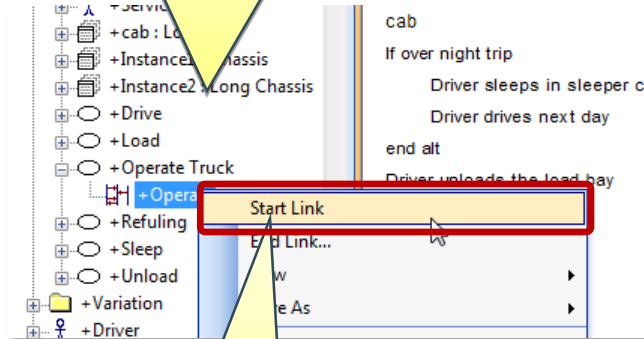 +cab : Lo
+Instance1 hassis
+Instance2 : Long Chassis
+Drive
+Load
+Operate Truck
+Opera
+Refuling
+Sleep
+Unload
+Variation
+Driver
Start Link
End Link...
As
cab
If over night trip
Driver sleeps in sleeper c
Driver drives next day
end alt
Driver unloads the load bay